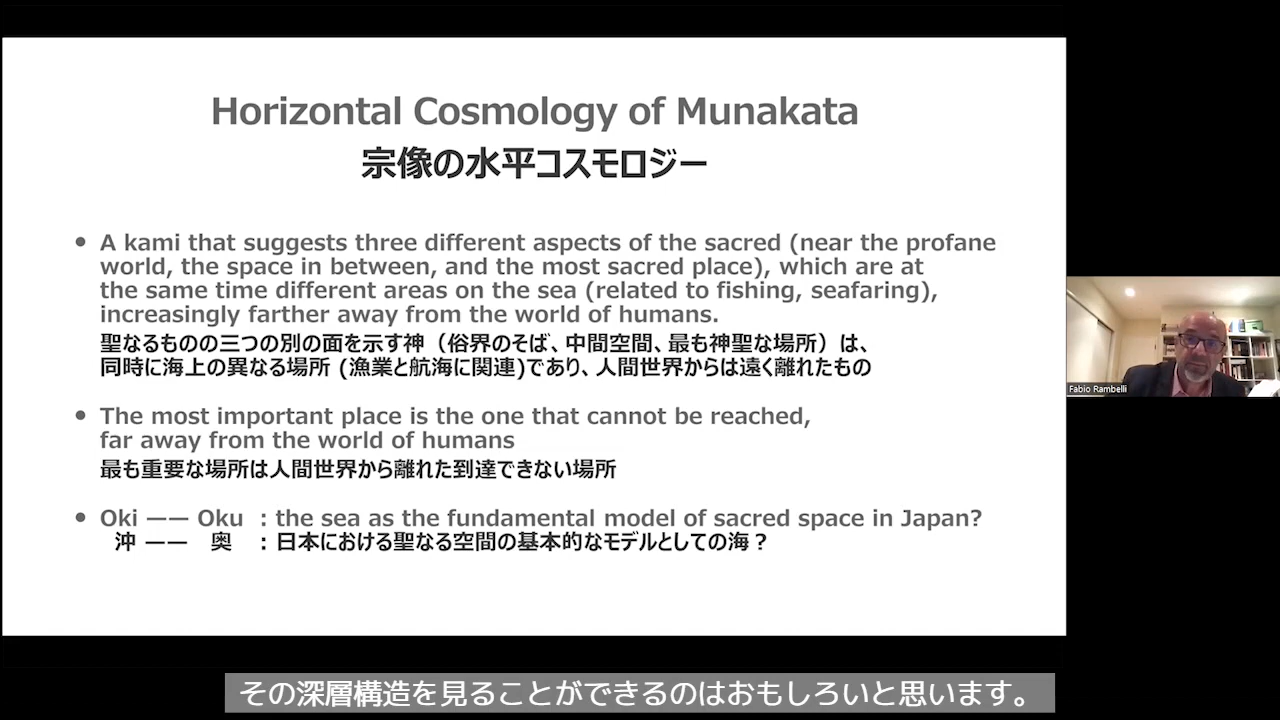 Horizontal Cosmology of Munakata
宗像の水平コスモロジー
• A kami that suggests three different aspects of the sacred (near the profane
world, the space in between, and the most sacred place), which are at
the same time different areas on the sea (related to fishing, seafaring),
increasingly farther away from the world of humans.
聖なるものの三つの別の面を示す神（俗界のそば、中間空間、最も神聖な場所）は、
同時に海上の異なる場所 (漁業と航海に関連)であり、人間世界からは遠く離れたもの
• The most important place is the one that cannot be reached,
far away from the world of humans
最も重要な場所は人間世界から離れた到達できない場所
• Oki —— Oku : the sea as the fundamental model of sacred space in Japan?
沖 —— 奥 : 日本における聖なる空間の基本的なモデルとしての海？
Fabio Rambelli
その深層構造を見ることができるのはおもしろいと思います。